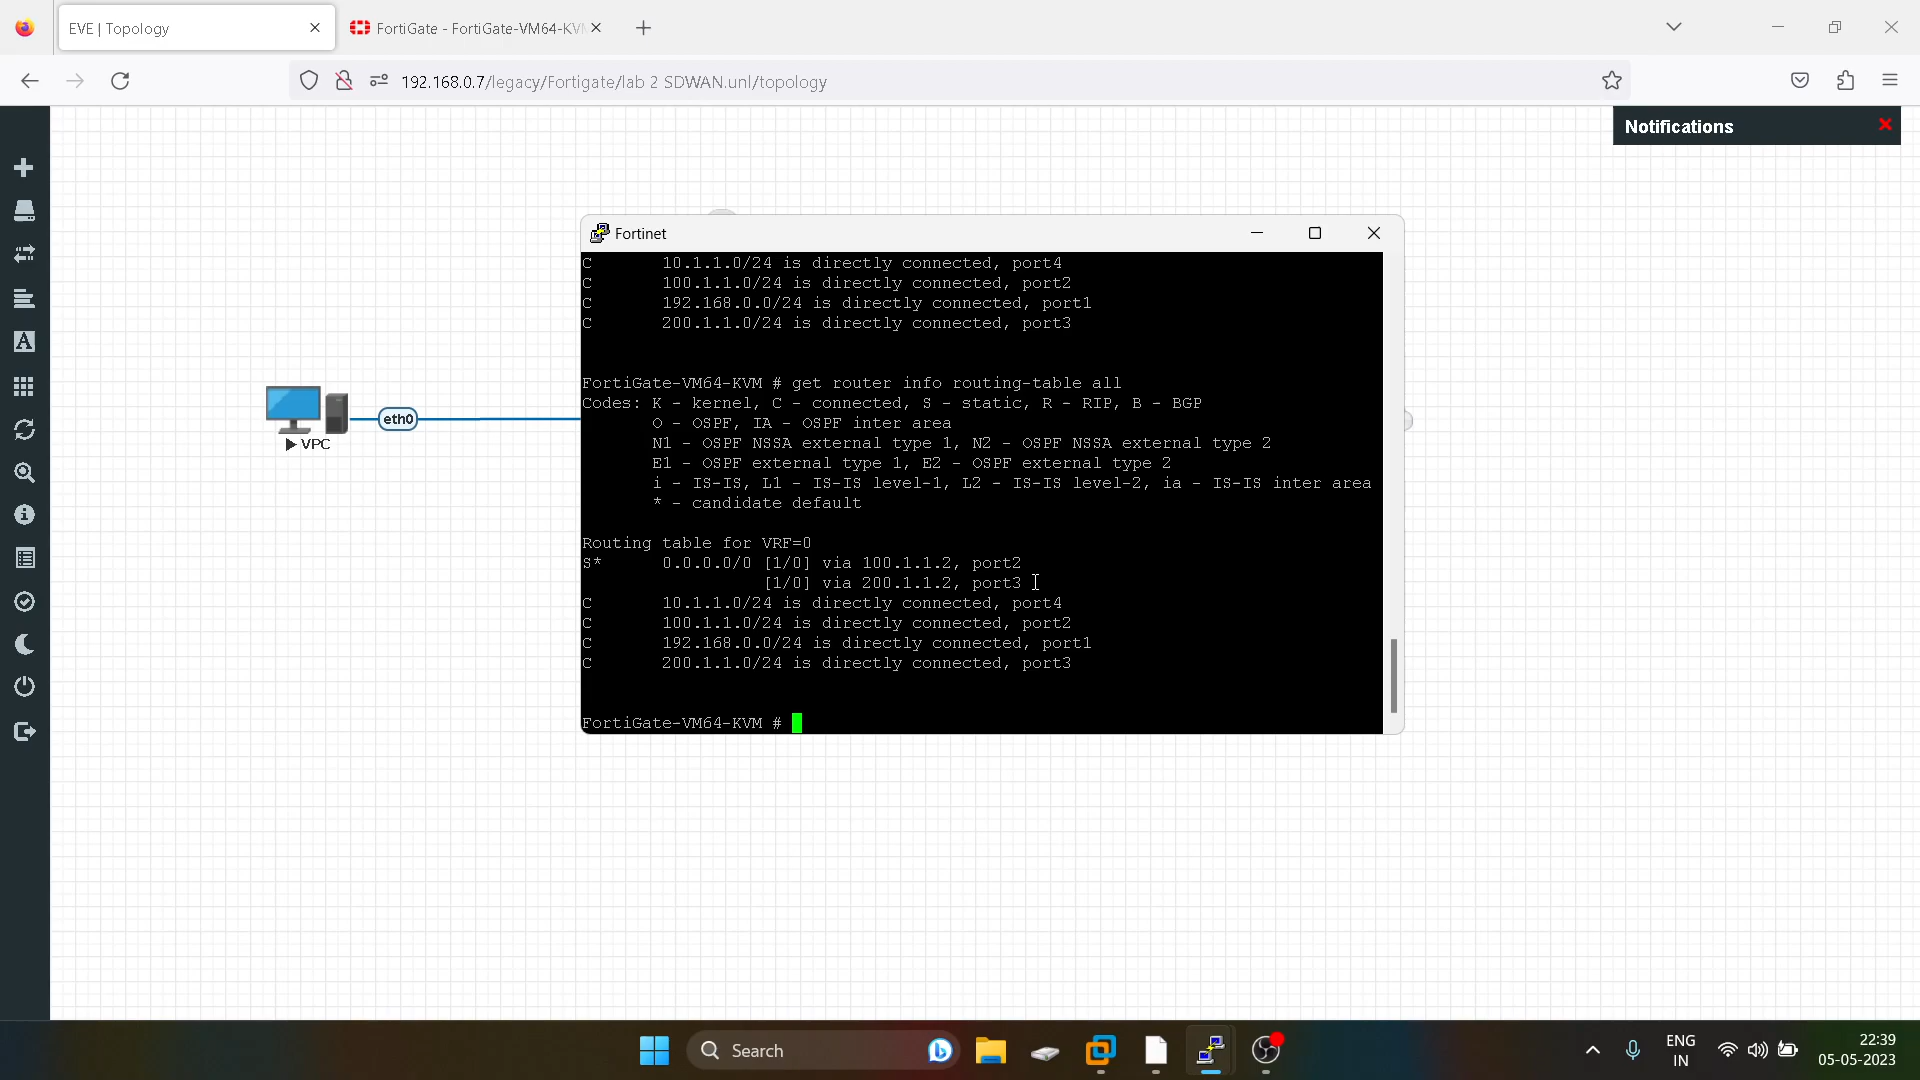 EVE | Topology
FortiGate - FortiGate-VM64-KV
192.168.0.7/legacy/Fortigate/lab 2 SDWAN.unl/topology
Notifications
Fortinet
C 10.1.1.0/24 is directly connected, port4
C 100.1.1.0/24 is directly connected, port2
C 192.168.0.0/24 is directly connected, port1
C 200.1.1.0/24 is directly connected, port3
FortiGate-VM64-KVM # get router info routing-table all
Codes: K - kernel, C - connected, S - static, R - RIP, B - BGP
O - OSPF, IA - OSPF inter area
N1 - OSPF NSSA external type 1, N2 - OSPF NSSA external type 2
E1 - OSPF external type 1, E2 - OSPF external type 2
i - IS-IS, L1 - IS-IS level-1, L2 - IS-IS level-2, ia - IS-IS inter area
* - candidate default
Routing table for VRF=0
S* 0.0.0.0/0 [1/0] via 100.1.1.2, port2
[1/0] via 200.1.1.2, port3
C 10.1.1.0/24 is directly connected, port4
C 100.1.1.0/24 is directly connected, port2
C 192.168.0.0/24 is directly connected, port1
C 200.1.1.0/24 is directly connected, port3
FortiGate-VM64-KVM #
eth0
VPC
Search
ENG
IN
22:39
05-05-2023